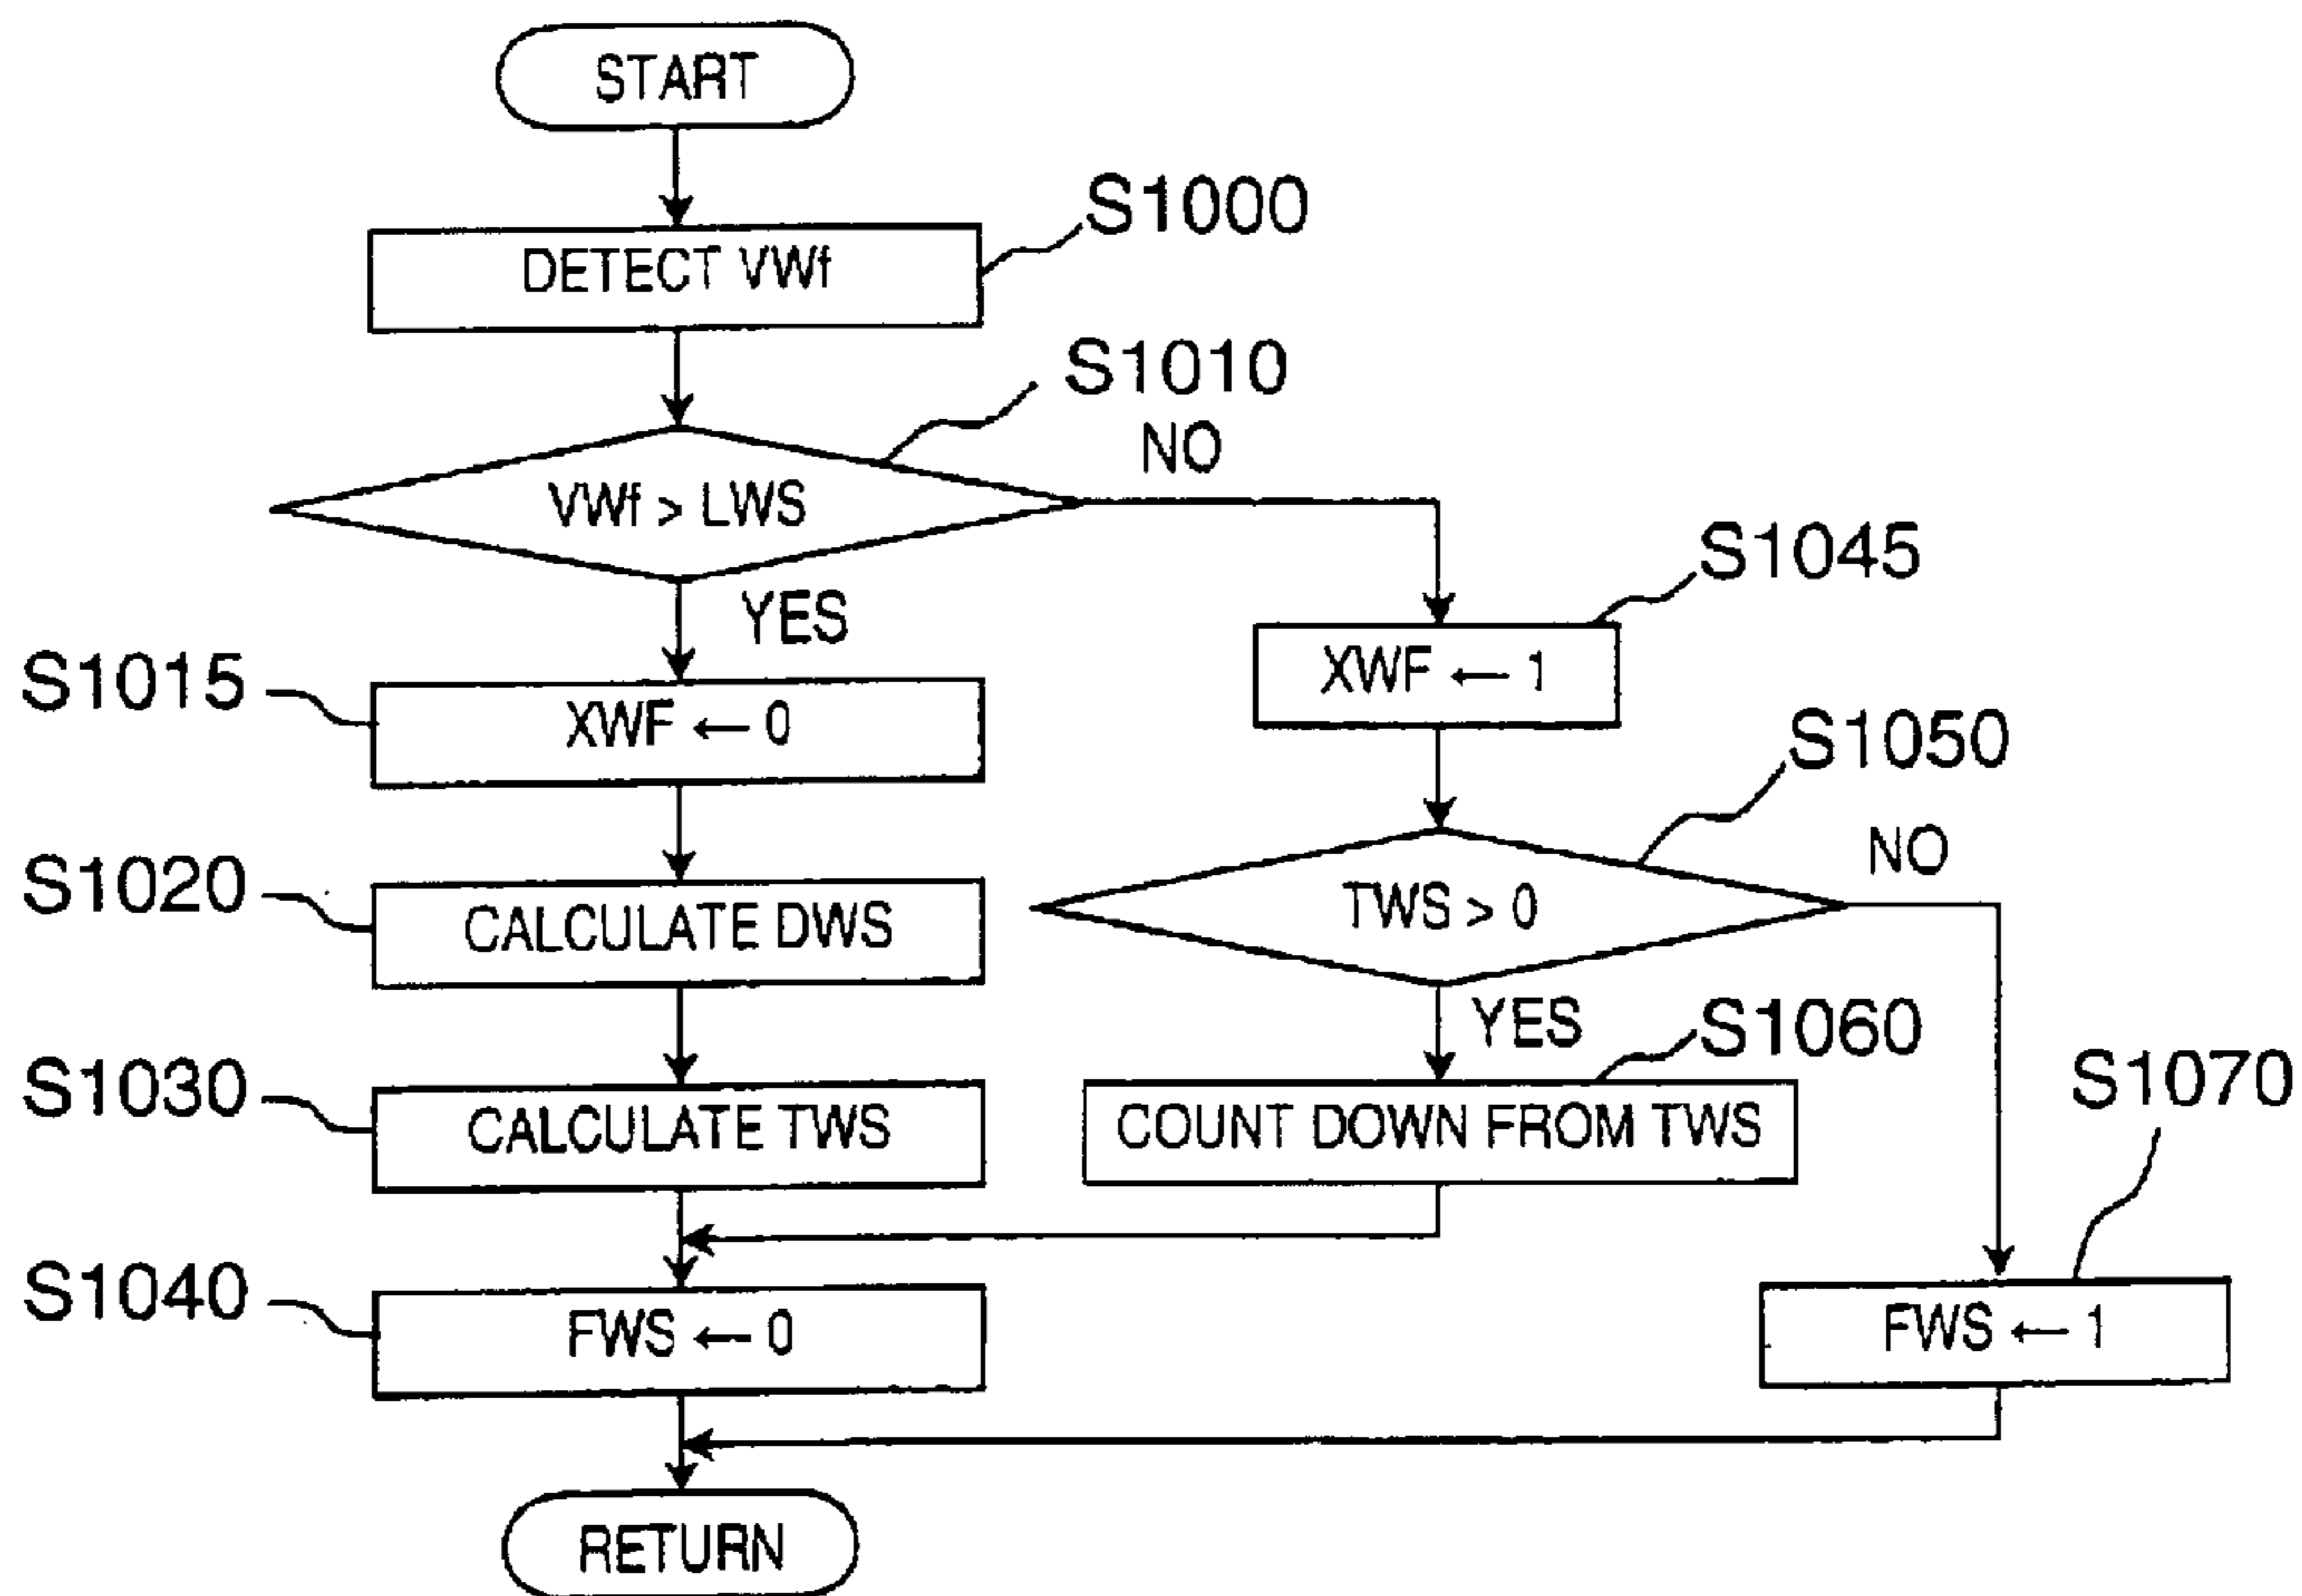 START
S1000
DETECT VWf
S1010
NO
VWf > LWS
YES
S1045
XWF ← 1
S1015
XWF ← 0
S1050
NO
TWS > 0
S1020
CALCULATE DWS
YES
S1060
S1030
CALCULATE TWS
COUNT DOWN FROM TWS
S1070
S1040
FWS ← 0
FWS ← 1
RETURN